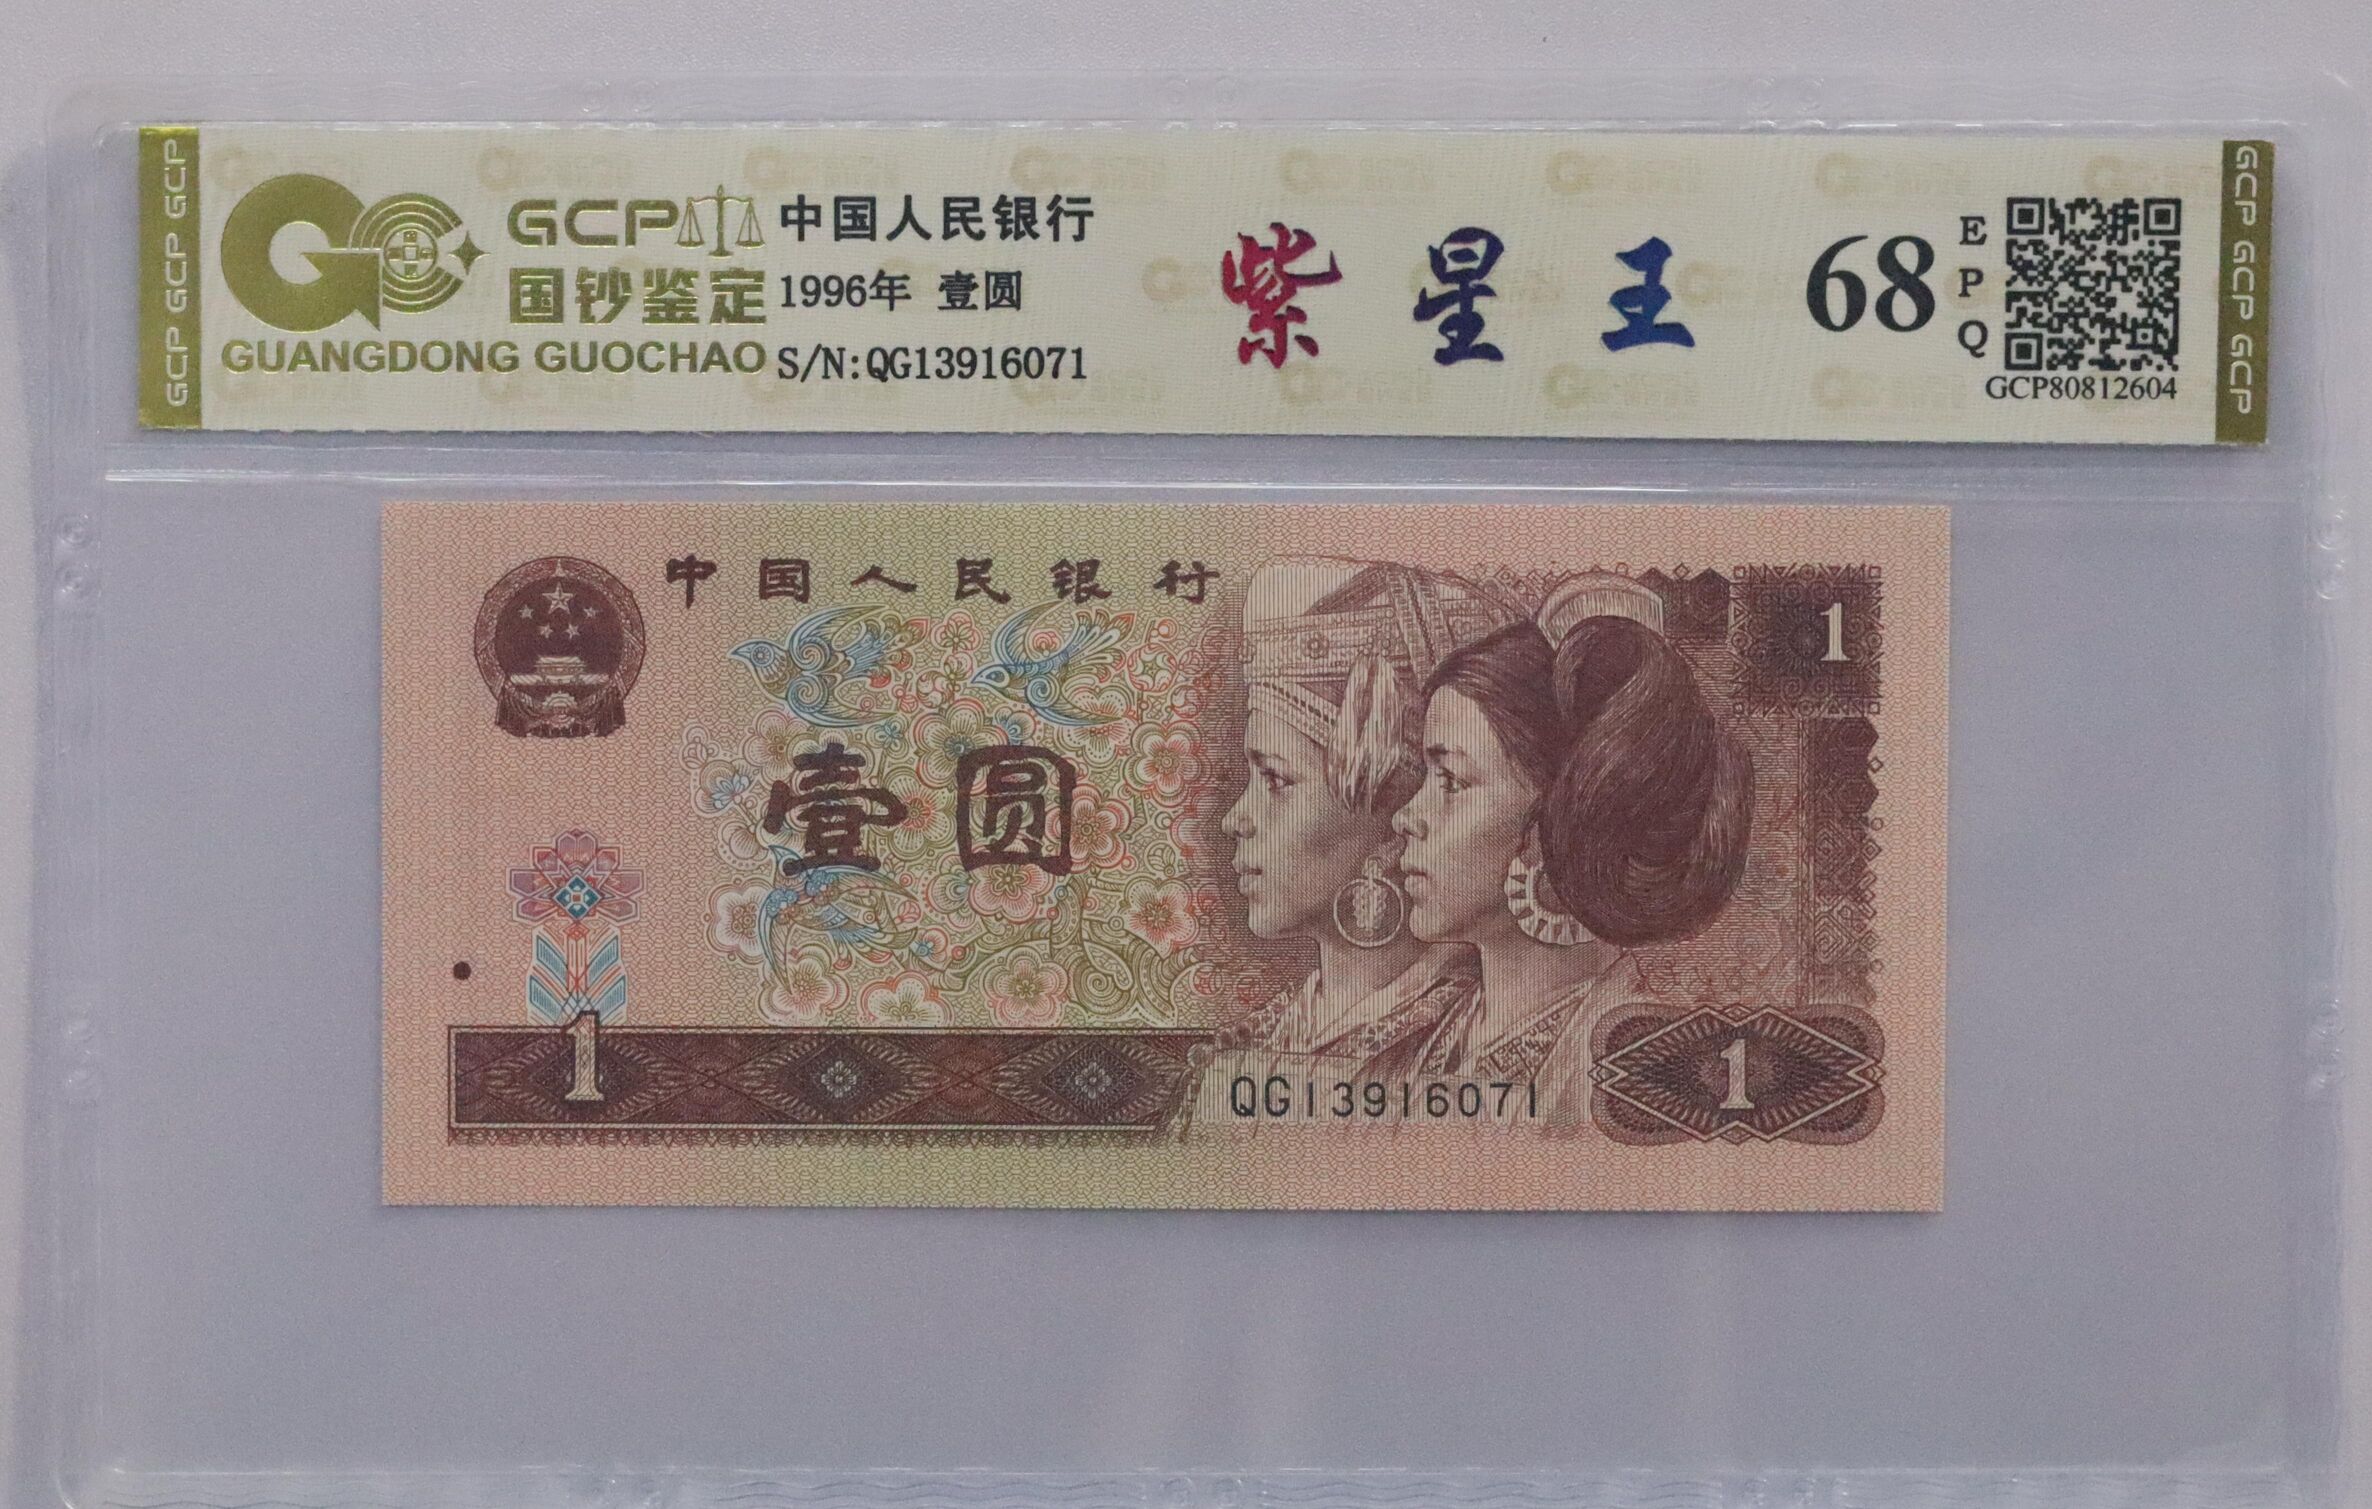 GCP GCP GCP
GCP
国钞鉴定
GUANGDONG GUOCHAO
中国人民银行
1996年 壹圆
S/N:QG13916071
紫星王
68
EPQ
GCP80812604
GCP GCP GCP
中国人民银行
1
壹圆
1
QG13916071
1